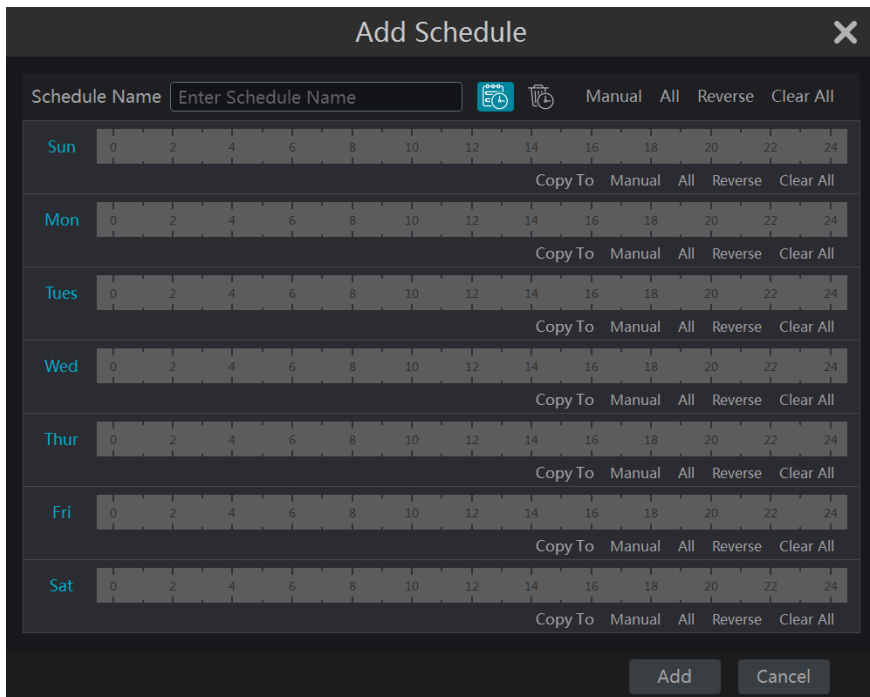 Add Schedule
Schedule Name Enter Schedule Name Manual All Reverse Clear All
Sun 0 2 4 6 8 10 12 14 16 18 20 22 24
Copy To Manual All Reverse Clear All
Mon 0 2 4 6 8 10 12 14 16 18 20 22 24
Copy To Manual All Reverse Clear All
Tues 0 2 4 6 8 10 12 14 16 18 20 22 24
Copy To Manual All Reverse Clear All
Wed 0 2 4 6 8 10 12 14 16 18 20 22 24
Copy To Manual All Reverse Clear All
Thur 0 2 4 6 8 10 12 14 16 18 20 22 24
Copy To Manual All Reverse Clear All
Fri 0 2 4 6 8 10 12 14 16 18 20 22 24
Copy To Manual All Reverse Clear All
Sat 0 2 4 6 8 10 12 14 16 18 20 22 24
Copy To Manual All Reverse Clear All
Add Cancel